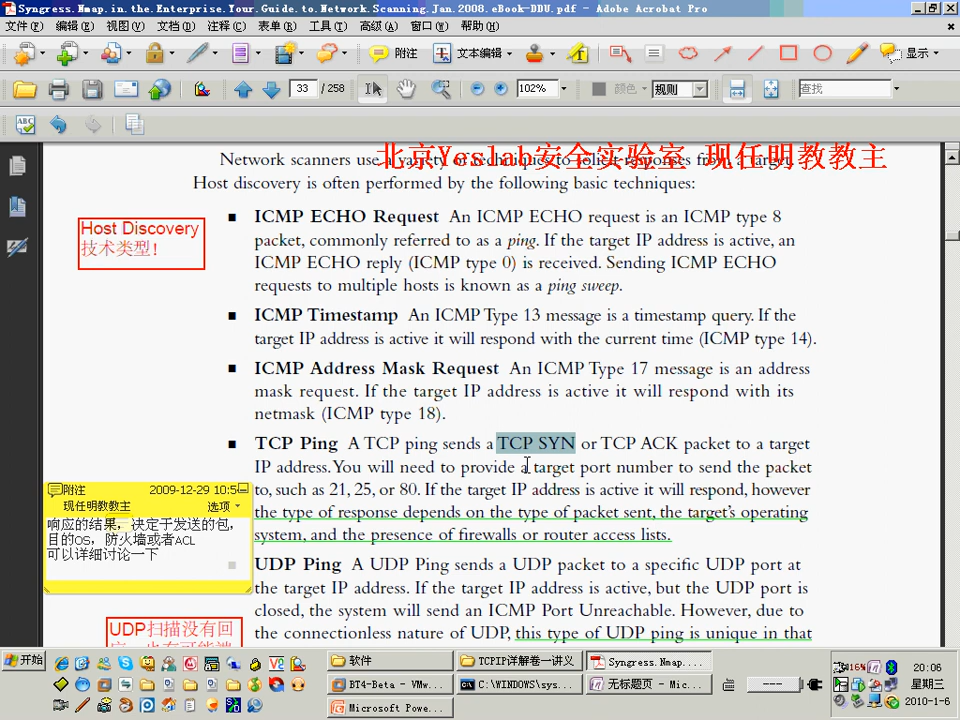 Syngress.Nmap.in.the.Enterprise.Your.Guide.to.Network.Scanning.Jan.2008.eBook-DDU.pdf - Adobe Acrobat Pro
文件(F) 编辑(E) 视图(V) 文档(D) 注释(C) 表单(R) 工具(T) 高级(A) 窗口(W) 帮助(H)
附注 文本编辑 显示
33 / 258 102% 颜色 规则 查找
Network scanners use a variety of techniques to solicit responses from a target.
北京Yeslab安全实验室 现任明教教主
Host discovery is often performed by the following basic techniques:
Host Discovery
技术类型！
■ ICMP ECHO Request An ICMP ECHO request is an ICMP type 8
packet, commonly referred to as a ping. If the target IP address is active, an
ICMP ECHO reply (ICMP type 0) is received. Sending ICMP ECHO
requests to multiple hosts is known as a ping sweep.
■ ICMP Timestamp An ICMP Type 13 message is a timestamp query. If the
target IP address is active it will respond with the current time (ICMP type 14).
■ ICMP Address Mask Request An ICMP Type 17 message is an address
mask request. If the target IP address is active it will respond with its
netmask (ICMP type 18).
■ TCP Ping A TCP ping sends a TCP SYN or TCP ACK packet to a target
IP address. You will need to provide a target port number to send the packet
to, such as 21, 25, or 80. If the target IP address is active it will respond, however
the type of response depends on the type of packet sent, the target's operating
system, and the presence of firewalls or router access lists.
附注 2009-12-29 10:5
现任明教教主 选项
响应的结果，决定于发送的包，
目的OS，防火墙或者ACL
可以详细讨论一下
■ UDP Ping A UDP Ping sends a UDP packet to a specific UDP port at
the target IP address. If the target IP address is active, but the UDP port is
closed, the system will send an ICMP Port Unreachable. However, due to
the connectionless nature of UDP, this type of UDP ping is unique in that
UDP扫描没有回
开始 软件 TCPIP详解卷一讲义 Syngress.Nmap....
BT4-Beta - VMw... C:\WINDOWS\sys... 无标题页 - Mic...
Microsoft Powe...
16%
20:06
星期三
2010-1-6